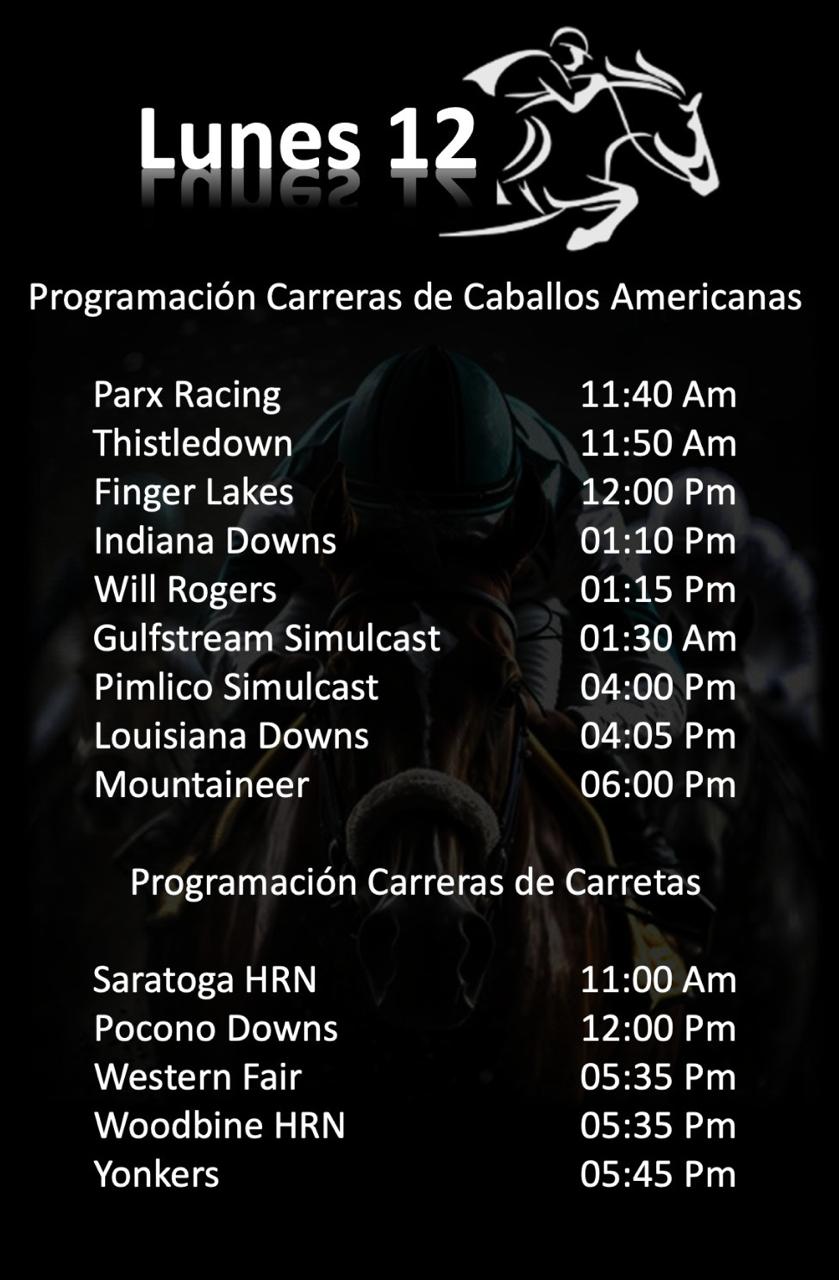 Lunes 12
Programación Carreras de Caballos Americanas
Parx Racing 11:40 Am
Thistledown 11:50 Am
Finger Lakes 12:00 Pm
Indiana Downs 01:10 Pm
Will Rogers 01:15 Pm
Gulfstream Simulcast 01:30 Am
Pimlico Simulcast 04:00 Pm
Louisiana Downs 04:05 Pm
Mountaineer 06:00 Pm
Programación Carreras de Carretas
Saratoga HRN 11:00 Am
Pocono Downs 12:00 Pm
Western Fair 05:35 Pm
Woodbine HRN 05:35 Pm
Yonkers 05:45 Pm